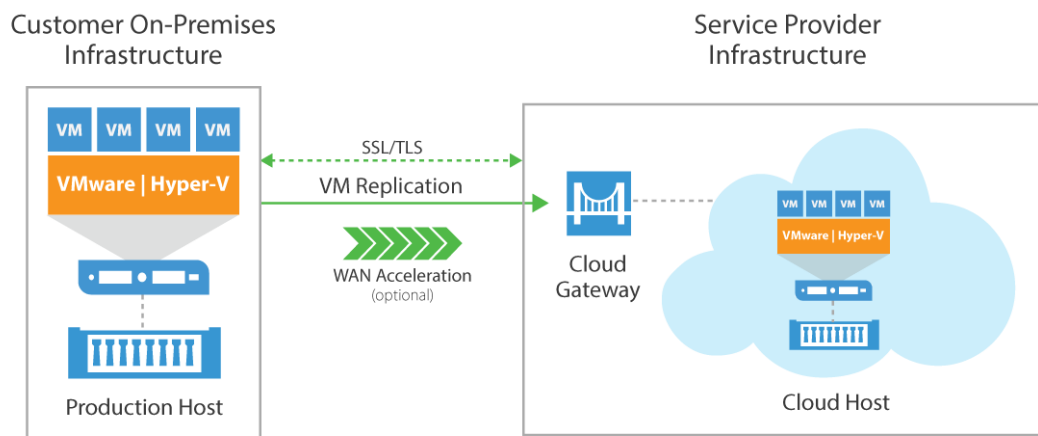 Customer On-Premises
Infrastructure
VM VM VM VM
VMware | Hyper-V
Production Host
SSL/TLS
VM Replication
WAN Acceleration
(optional)
Service Provider
Infrastructure
Cloud
Gateway
VM VM VM VM
VMware | Hyper-V
Cloud Host